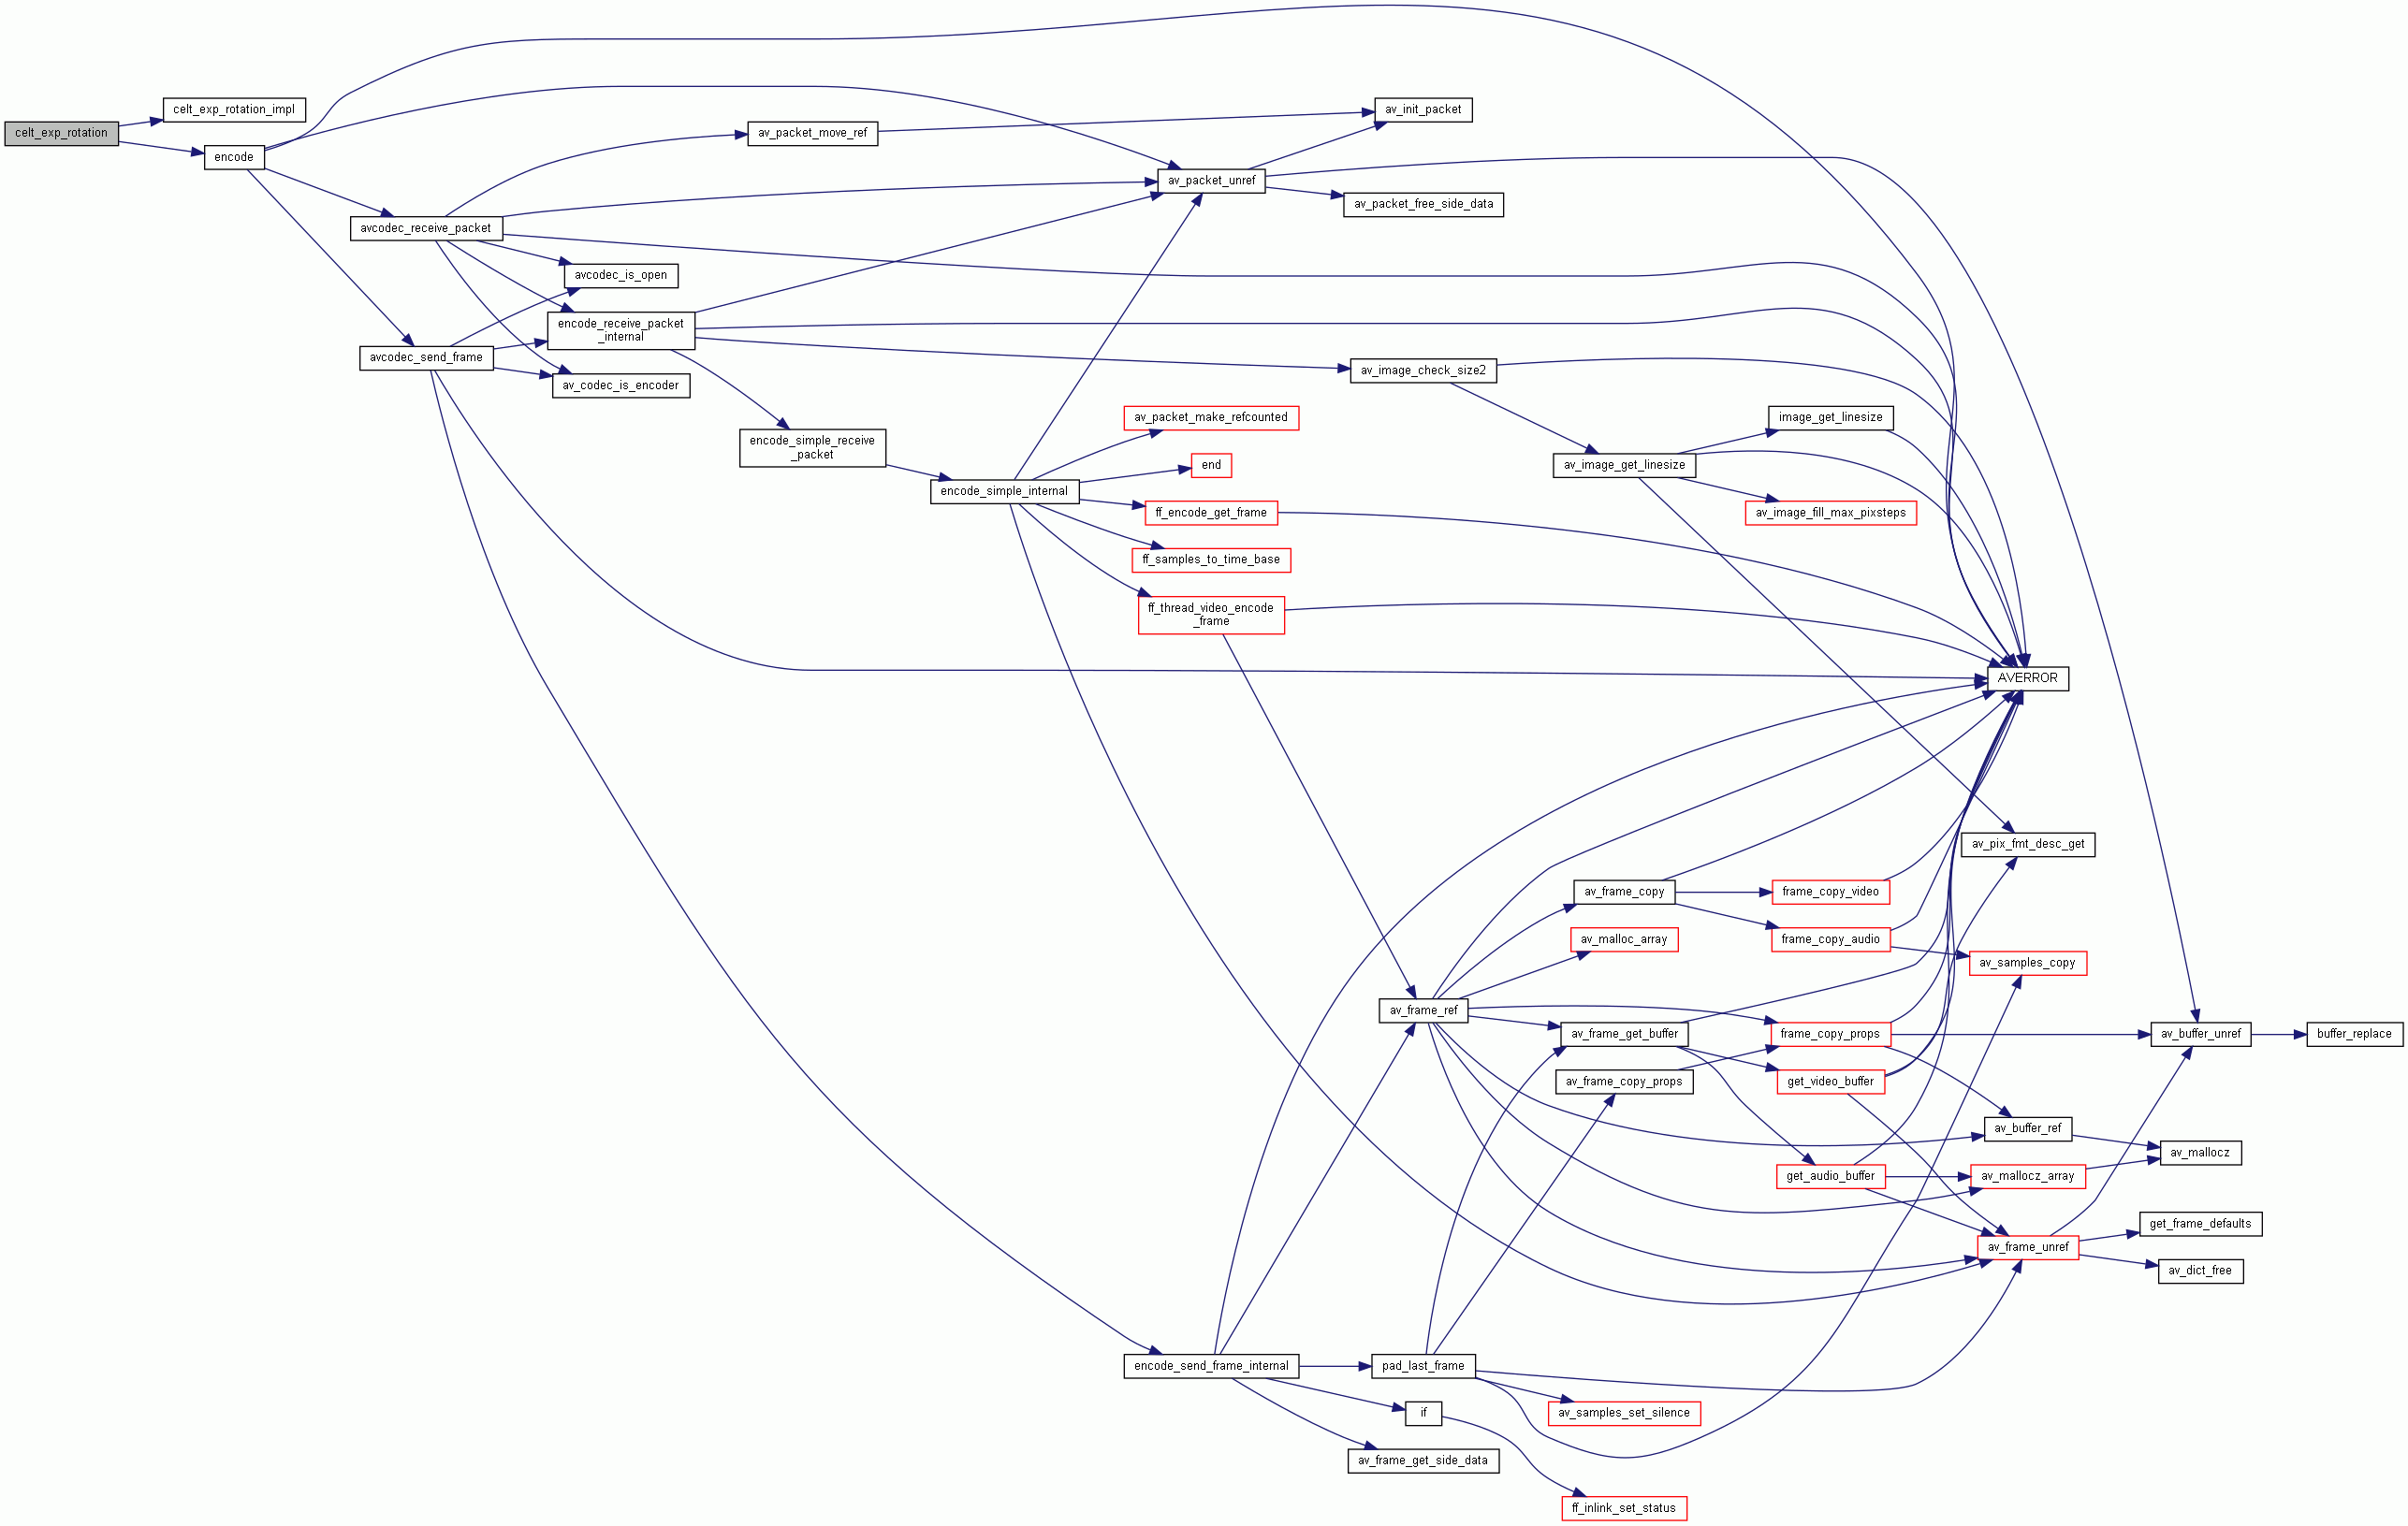 celt_exp_rotation
celt_exp_rotation_impl
encode
avcodec_receive_packet
avcodec_send_frame
av_packet_move_ref
avcodec_is_open
encode_receive_packet
_internal
av_codec_is_encoder
encode_simple_receive
_packet
encode_simple_internal
av_init_packet
av_packet_unref
av_packet_free_side_data
av_image_check_size2
av_packet_make_refcounted
end
ff_encode_get_frame
ff_samples_to_time_base
ff_thread_video_encode
_frame
image_get_linesize
av_image_get_linesize
av_image_fill_max_pixsteps
AVERROR
av_pix_fmt_desc_get
av_frame_copy
frame_copy_video
frame_copy_audio
av_malloc_array
av_samples_copy
av_frame_ref
av_frame_get_buffer
frame_copy_props
av_buffer_unref
buffer_replace
av_frame_copy_props
get_video_buffer
av_buffer_ref
av_mallocz
get_audio_buffer
av_mallocz_array
get_frame_defaults
av_frame_unref
av_dict_free
encode_send_frame_internal
pad_last_frame
if
av_samples_set_silence
av_frame_get_side_data
ff_inlink_set_status